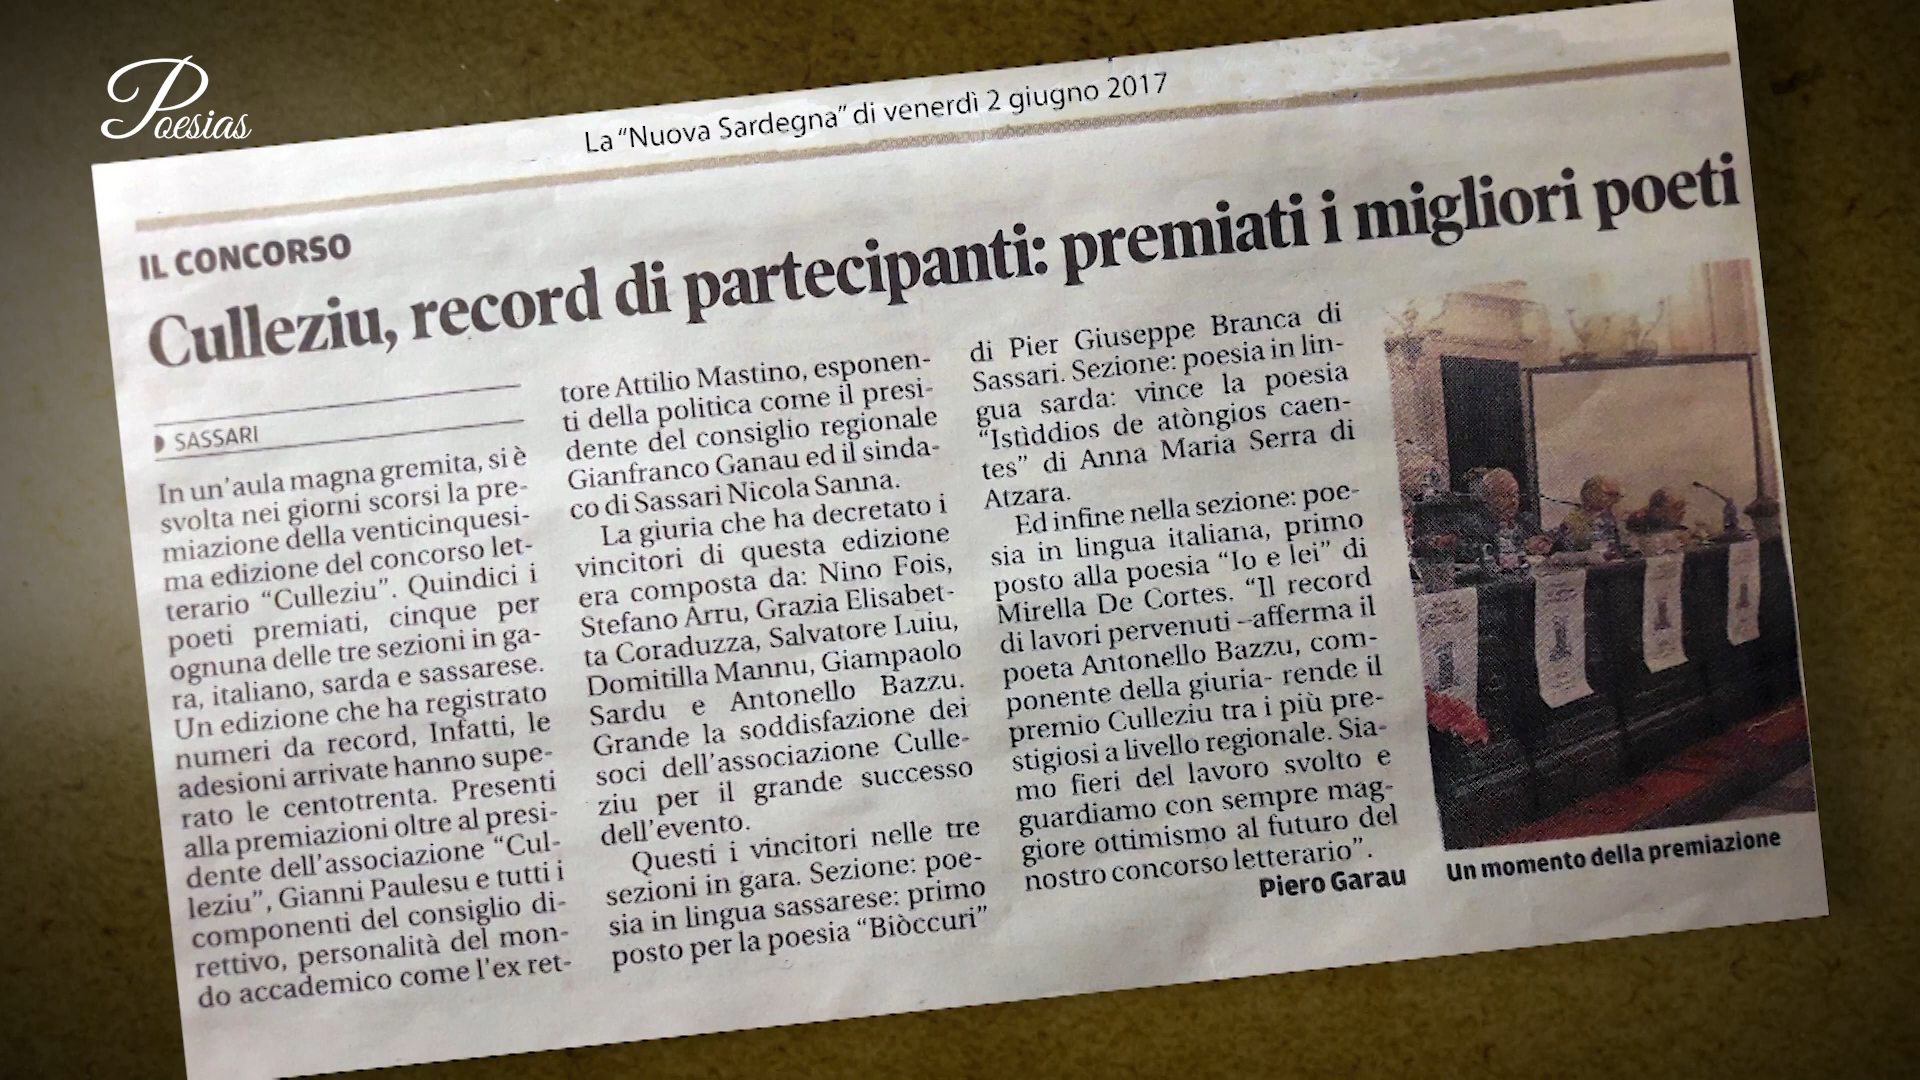 Poesias
La “Nuova Sardegna” di venerdì 2 giugno 2017
IL CONCORSO
Culleziu, record di partecipanti: premiati i migliori poeti
SASSARI
In un’aula magna gremita, si è
svolta nei giorni scorsi la pre-
miazione della venticinquesi-
ma edizione del concorso let-
terario “Culleziu”. Quindici i
poeti premiati, cinque per
ognuna delle tre sezioni in ga-
ra, italiano, sarda e sassarese.
Un edizione che ha registrato
numeri da record, Infatti, le
adesioni arrivate hanno supe-
rato le centotrenta. Presenti
alla premiazioni oltre al presi-
dente dell’associazione “Cul-
leziu”, Gianni Paulesu e tutti i
componenti del consiglio di-
rettivo, personalità del mon-
do accademico come l’ex ret-
tore Attilio Mastino, esponen-
ti della politica come il presi-
dente del consiglio regionale
Gianfranco Ganau ed il sinda-
co di Sassari Nicola Sanna.
La giuria che ha decretato i
vincitori di questa edizione
era composta da: Nino Fois,
Stefano Arru, Grazia Elisabet-
ta Coraduzza, Salvatore Luiu,
Domitilla Mannu, Giampaolo
Sardu e Antonello Bazzu.
Grande la soddisfazione dei
soci dell’associazione Culle-
ziu per il grande successo
dell’evento.
Questi i vincitori nelle tre
sezioni in gara. Sezione: poe-
sia in lingua sassarese: primo
posto per la poesia “Biòccuri”
di Pier Giuseppe Branca di
Sassari. Sezione: poesia in lin-
gua sarda: vince la poesia
“Istìddios de atòngios caen-
tes” di Anna Maria Serra di
Atzara.
Ed infine nella sezione: poe-
sia in lingua italiana, primo
posto alla poesia “Io e lei” di
Mirella De Cortes. “Il record
di lavori pervenuti –afferma il
poeta Antonello Bazzu, com-
ponente della giuria- rende il
premio Culleziu tra i più pre-
stigiosi a livello regionale. Sia-
mo fieri del lavoro svolto e
guardiamo con sempre mag-
giore ottimismo al futuro del
nostro concorso letterario”.
Piero Garau
Un momento della premiazione